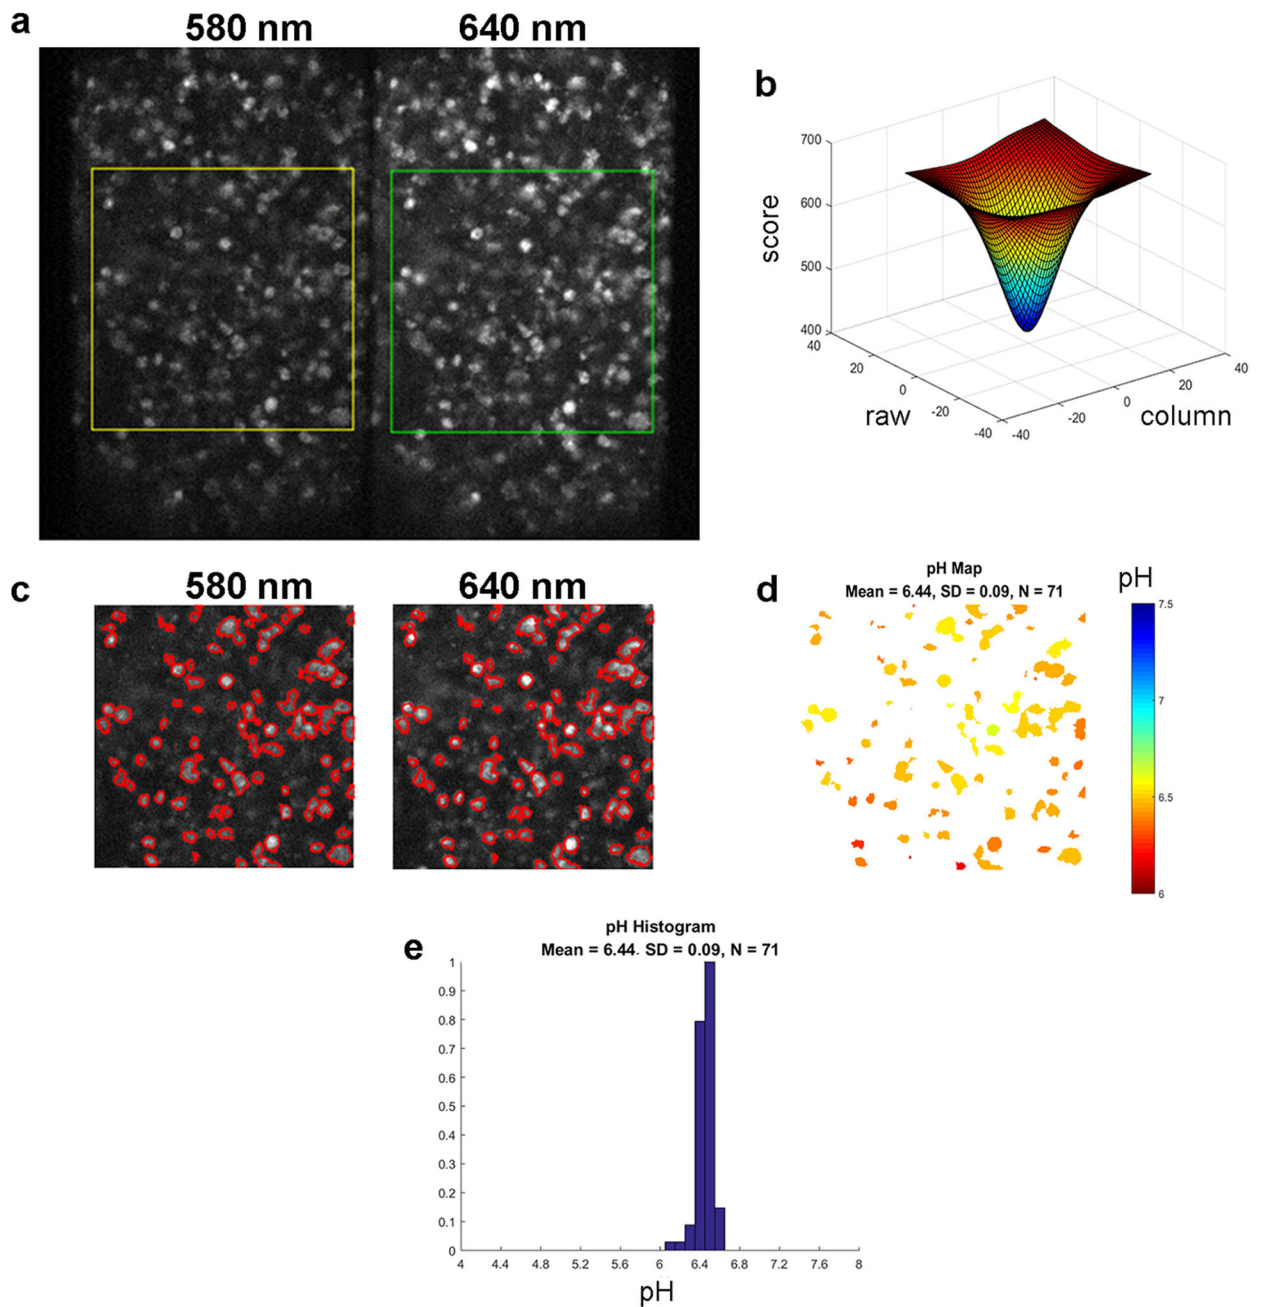 a
580 nm 640 nm
b
700
600
500
400
score
40
20
0
-20
-40
raw
-40
-20
0
20
40
column
c
580 nm 640 nm
d
pH Map
Mean = 6.44, SD = 0.09, N = 71
pH
7.5
7
6.5
6
e
pH Histogram
Mean = 6.44. SD = 0.09, N = 71
1
0.9
0.8
0.7
0.6
0.5
0.4
0.3
0.2
0.1
0
4 4.4 4.8 5.2 5.6 6 6.4 6.8 7.2 7.6 8
pH